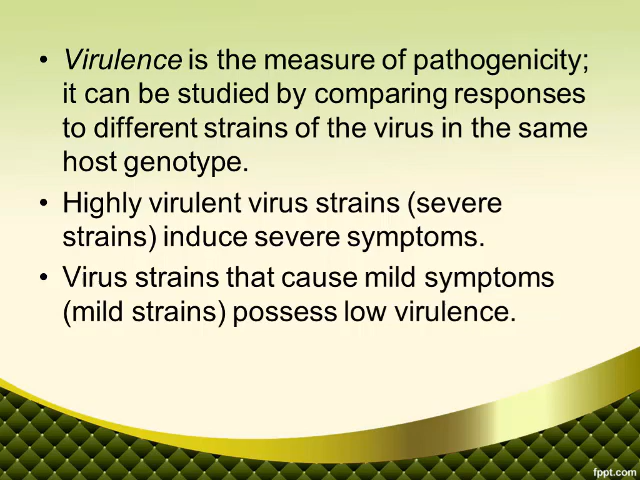 • Virulence is the measure of pathogenicity;
it can be studied by comparing responses
to different strains of the virus in the same
host genotype.
• Highly virulent virus strains (severe
strains) induce severe symptoms.
• Virus strains that cause mild symptoms
(mild strains) possess low virulence.
fppt.com